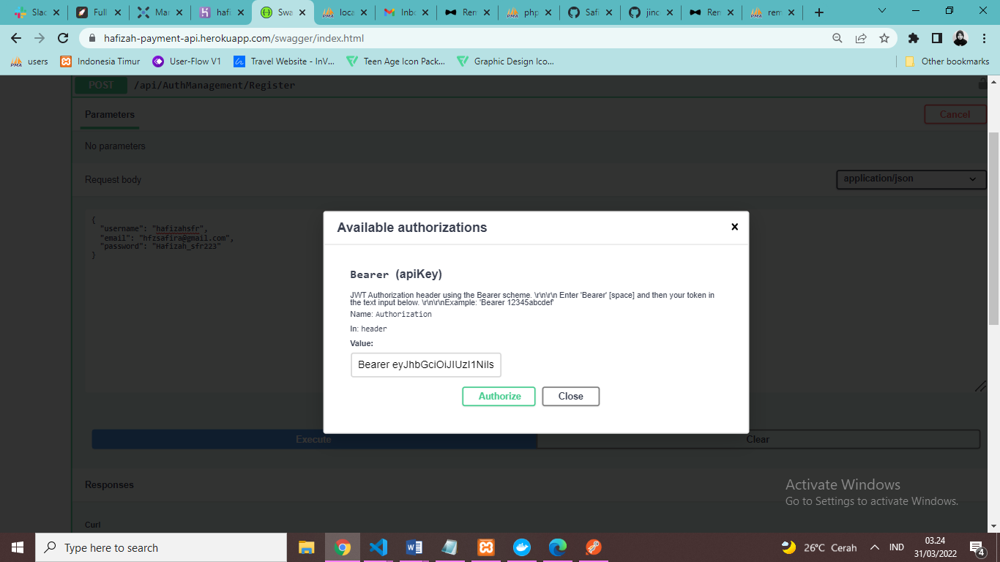 Slac
Full
Mar
hafi
Swa
loca
Inbo
Ren
php
Safi
jinc
Ren
rem
hafizah-payment-api.herokuapp.com/swagger/index.html
users
Indonesia Timur
User-Flow V1
Travel Website - InV...
Teen Age Icon Pack...
Graphic Design Ico...
Other bookmarks
POST /api/AuthManagement/Register
Parameters
Cancel
No parameters
Request body
application/json
{
"username": "hafizahsfr",
"email": "hfzsafira@gmail.com",
"password": "Hafizah_sfr223"
}
Available authorizations
Bearer (apiKey)
JWT Authorization header using the Bearer scheme. \r\n\r\n Enter 'Bearer' [space] and then your token in
the text input below. \r\n\r\nExample: 'Bearer 12345abcdef'
Name: Authorization
In: header
Value:
Bearer eyJhbGciOiJIUzI1NiIs
Authorize
Close
Execute
Clear
Responses
Curl
Activate Windows
Go to Settings to activate Windows.
Type here to search
26°C Cerah
IND
03.24
31/03/2022
4